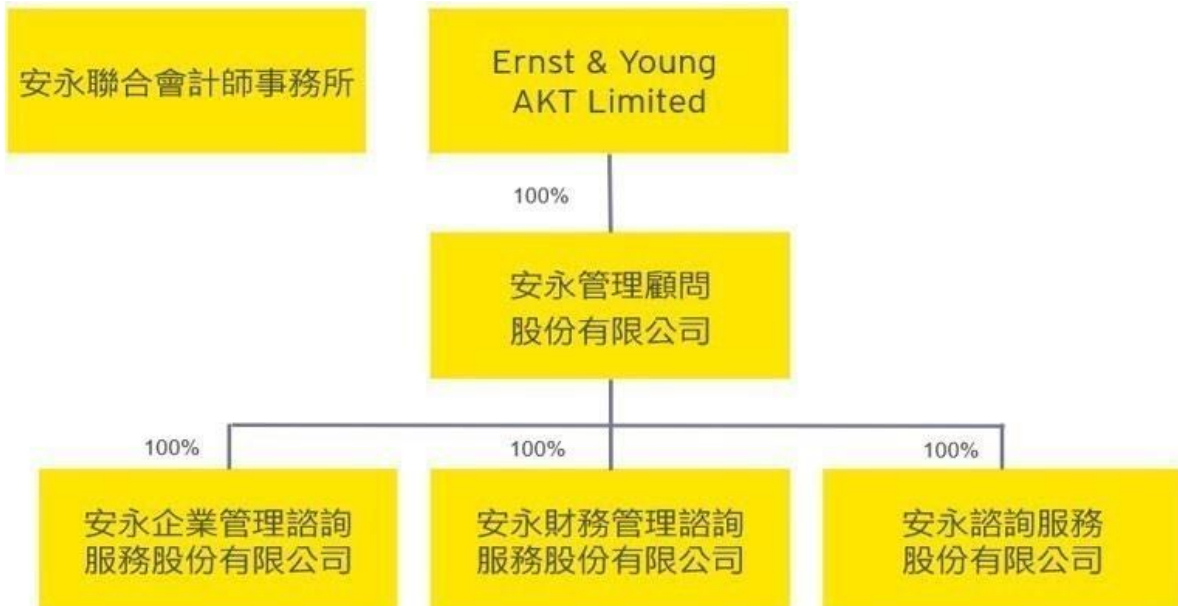 安永聯合會計師事務所
Ernst & Young
AKT Limited
100%
安永管理顧問
股份有限公司
100%
100%
100%
安永企業管理諮詢
服務股份有限公司
安永財務管理諮詢
服務股份有限公司
安永諮詢服務
股份有限公司